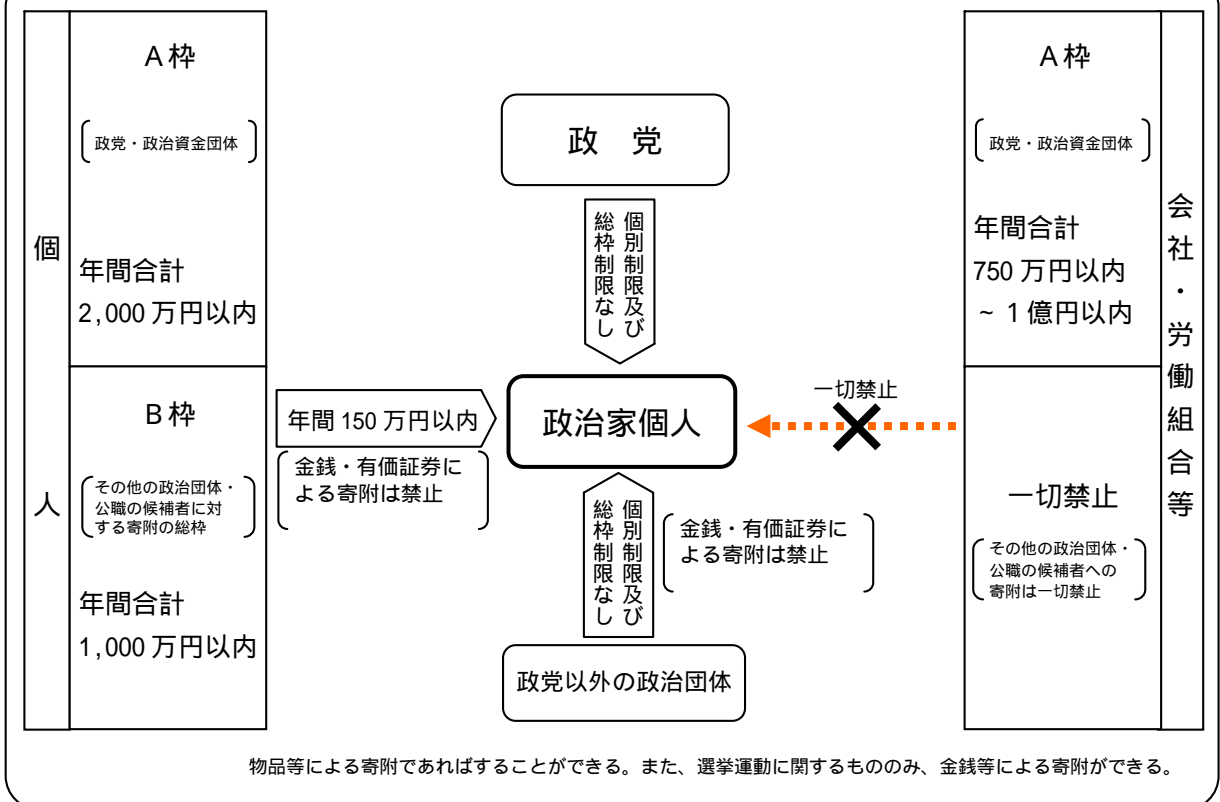 個人
A枠
政党・政治資金団体
年間合計
2,000万円以内
B枠
その他の政治団体・
公職の候補者に対
する寄附の総枠
年間合計
1,000万円以内
年間150万円以内
金銭・有価証券に
よる寄附は禁止
政 党
個別制限及び
総枠制限なし
政治家個人
個別制限及び
総枠制限なし
金銭・有価証券に
よる寄附は禁止
政党以外の政治団体
一切禁止
A枠
政党・政治資金団体
年間合計
750万円以内
~1億円以内
一切禁止
その他の政治団体・
公職の候補者への
寄附は一切禁止
会社・労働組合等
物品等による寄附であればすることができる。また、選挙運動に関するもののみ、金銭等による寄附ができる。